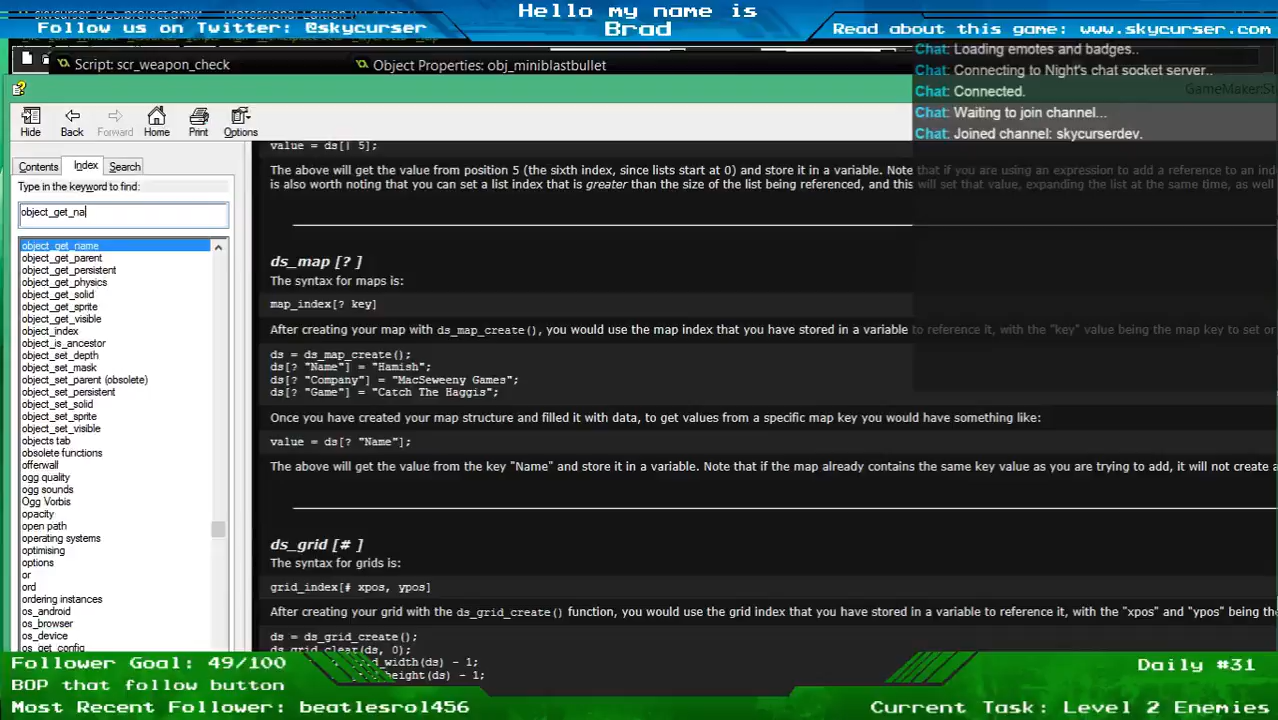 Hello my name is
Brad
Follow us on Twitter: @skycurser
Read about this game: www.skycurser.com
Script: scr_weapon_check
Object Properties: obj_miniblastbullet
GameMaker:St
Chat: Loading emotes and badges..
Chat: Connecting to Night's chat socket server..
Chat: Connected.
Chat: Waiting to join channel...
Chat: Joined channel: skycurserdev.
Hide
Back
Forward
Home
Print
Options
Contents
Index
Search
Type in the keyword to find:
object_get_na
object_get_name
object_get_parent
object_get_persistent
object_get_physics
object_get_solid
object_get_sprite
object_get_visible
object_index
object_is_ancestor
object_set_depth
object_set_mask
object_set_parent (obsolete)
object_set_persistent
object_set_solid
object_set_sprite
object_set_visible
objects tab
obsolete functions
offerwall
ogg quality
ogg sounds
Ogg Vorbis
opacity
open path
operating systems
optimising
options
or
ord
ordering instances
os_android
os_browser
os_device
os_get_config
value = ds[| 5];
The above will get the value from position 5 (the sixth index, since lists start at 0) and store it in a variable. Note that if you are using an expression to add a reference to an ind
is also worth noting that you can set a list index that is greater than the size of the list being referenced, and this will set that value, expanding the list at the same time, as well
ds_map [? ]
The syntax for maps is:
map_index[? key]
After creating your map with ds_map_create(), you would use the map index that you have stored in a variable to reference it, with the "key" value being the map key to set or
ds = ds_map_create();
ds[? "Name"] = "Hamish";
ds[? "Company"] = "MacSeweeny Games";
ds[? "Game"] = "Catch The Haggis";
Once you have created your map structure and filled it with data, to get values from a specific map key you would have something like:
value = ds[? "Name"];
The above will get the value from the key "Name" and store it in a variable. Note that if the map already contains the same key value as you are trying to add, it will not create a
ds_grid [# ]
The syntax for grids is:
grid_index[# xpos, ypos]
After creating your grid with the ds_grid_create() function, you would use the grid index that you have stored in a variable to reference it, with the "xpos" and "ypos" being the
ds = ds_grid_create();
ds_grid_clear(ds, 0);
d_width(ds) - 1;
height(ds) - 1;
Follower Goal: 49/100
BOP that follow button
Most Recent Follower: beatlesrol456
Daily #31
Current Task: Level 2 Enemies